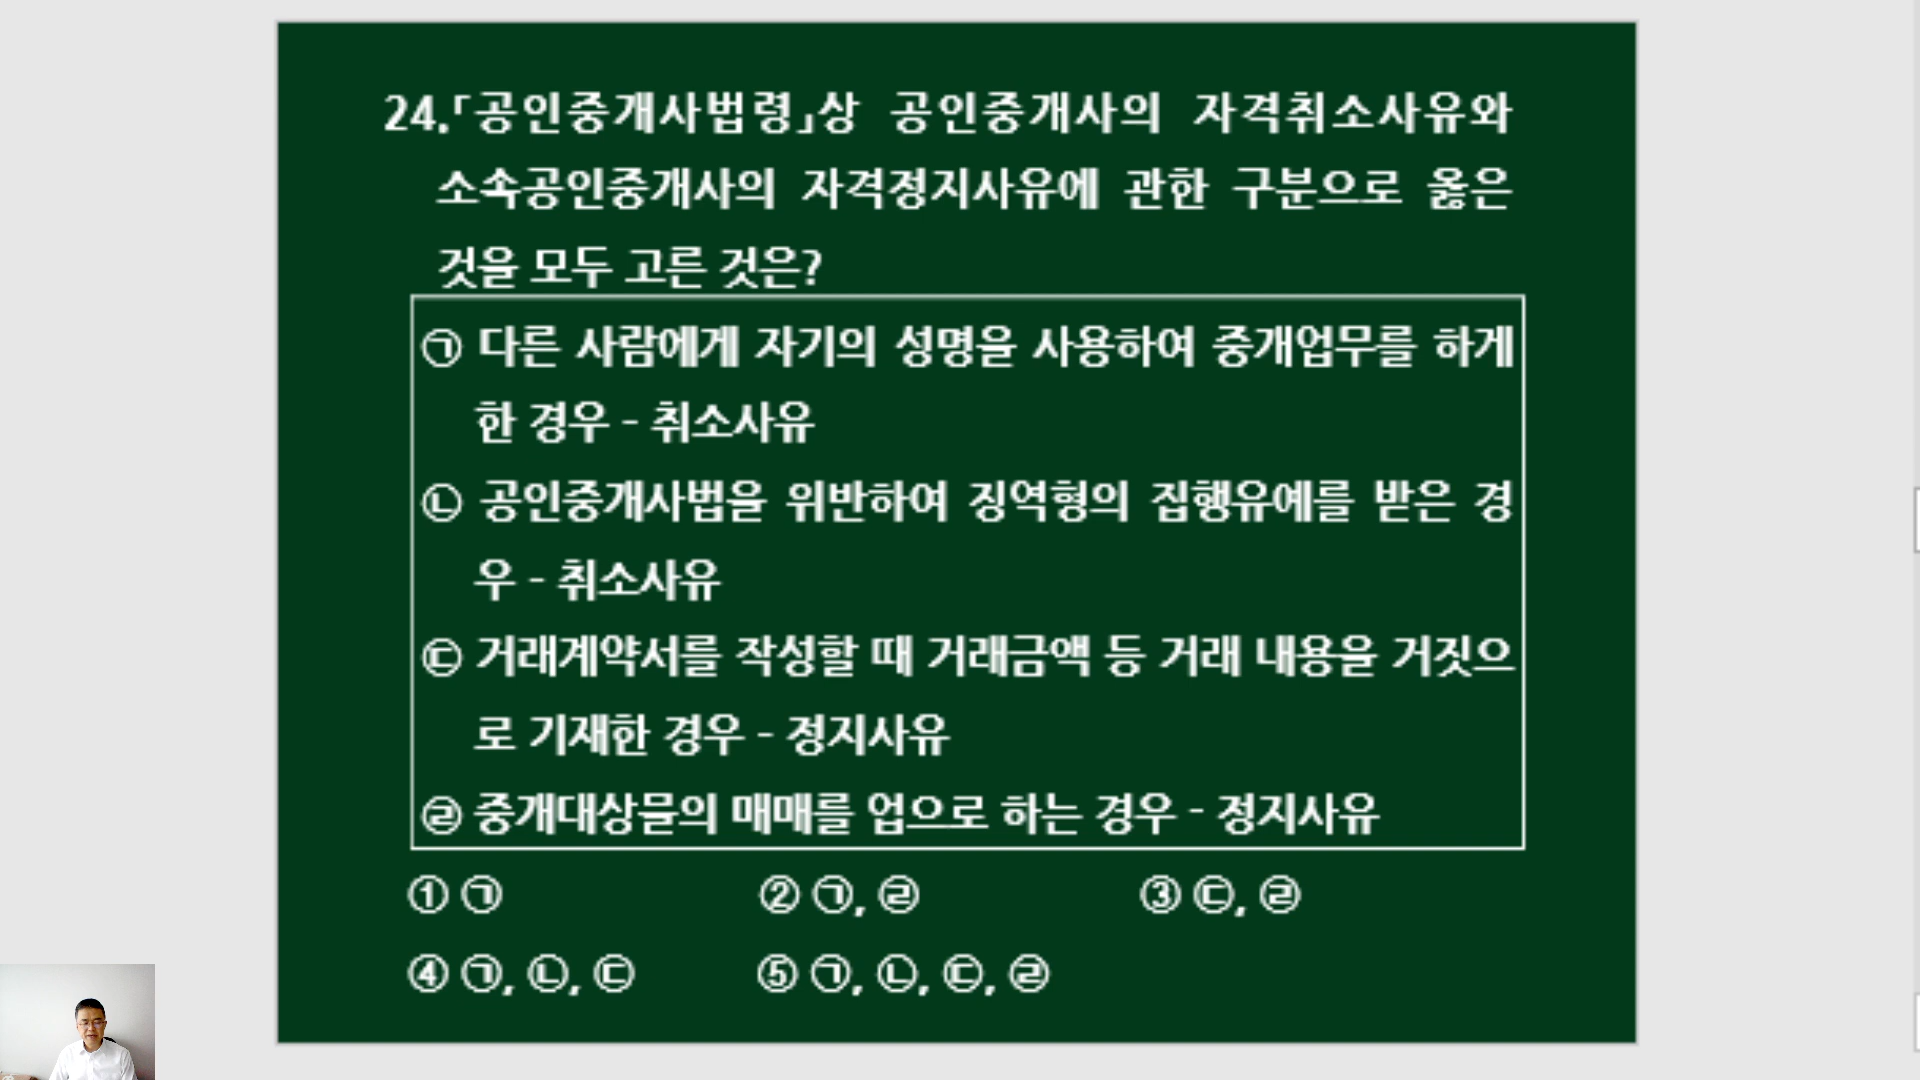 24.「공인중개사법령」상 공인중개사의 자격취소사유와
소속공인중개사의 자격정지사유에 관한 구분으로 옳은
것을 모두 고른 것은?
㉠ 다른 사람에게 자기의 성명을 사용하여 중개업무를 하게
한 경우 - 취소사유
㉡ 공인중개사법을 위반하여 징역형의 집행유예를 받은 경
우 - 취소사유
㉢ 거래계약서를 작성할 때 거래금액 등 거래 내용을 거짓으
로 기재한 경우 - 정지사유
㉣ 중개대상물의 매매를 업으로 하는 경우 - 정지사유
① ㉠ ② ㉠, ㉣ ③ ㉢, ㉣
④ ㉠, ㉡, ㉢ ⑤ ㉠, ㉡, ㉢, ㉣